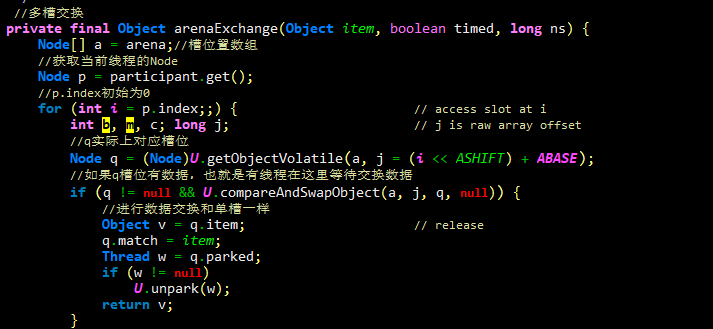 //多槽交换
private final Object arenaExchange(Object item, boolean timed, long ns) {
    Node[] a = arena;//槽位置数组
    //获取当前线程的Node
    Node p = participant.get();
    //p.index初始为0
    for (int i = p.index;;) {                      // access slot at i
        int b, m, c; long j;                       // j is raw array offset
        //q实际上对应槽位
        Node q = (Node)U.getObjectVolatile(a, j = (i << ASHIFT) + ABASE);
        //如果q槽位有数据，也就是有线程在这里等待交换数据
        if (q != null && U.compareAndSwapObject(a, j, q, null)) {
            //进行数据交换和单槽一样
            Object v = q.item;                     // release
            q.match = item;
            Thread w = q.parked;
            if (w != null)
                U.unpark(w);
            return v;
        }